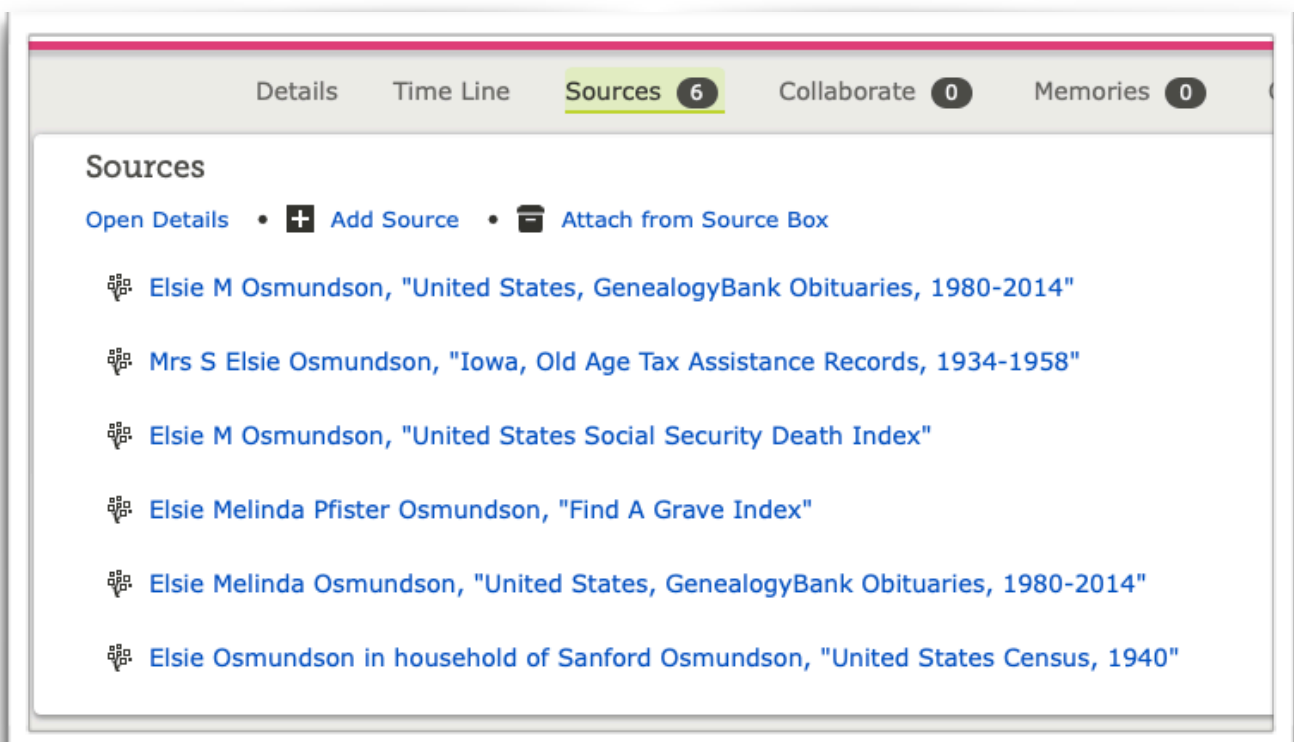 Details Time Line Sources 6 Collaborate 0 Memories 0
Sources
Open Details • Add Source • Attach from Source Box
Elsie M Osmundson, "United States, GenealogyBank Obituaries, 1980-2014"
Mrs S Elsie Osmundson, "Iowa, Old Age Tax Assistance Records, 1934-1958"
Elsie M Osmundson, "United States Social Security Death Index"
Elsie Melinda Pfister Osmundson, "Find A Grave Index"
Elsie Melinda Osmundson, "United States, GenealogyBank Obituaries, 1980-2014"
Elsie Osmundson in household of Sanford Osmundson, "United States Census, 1940"